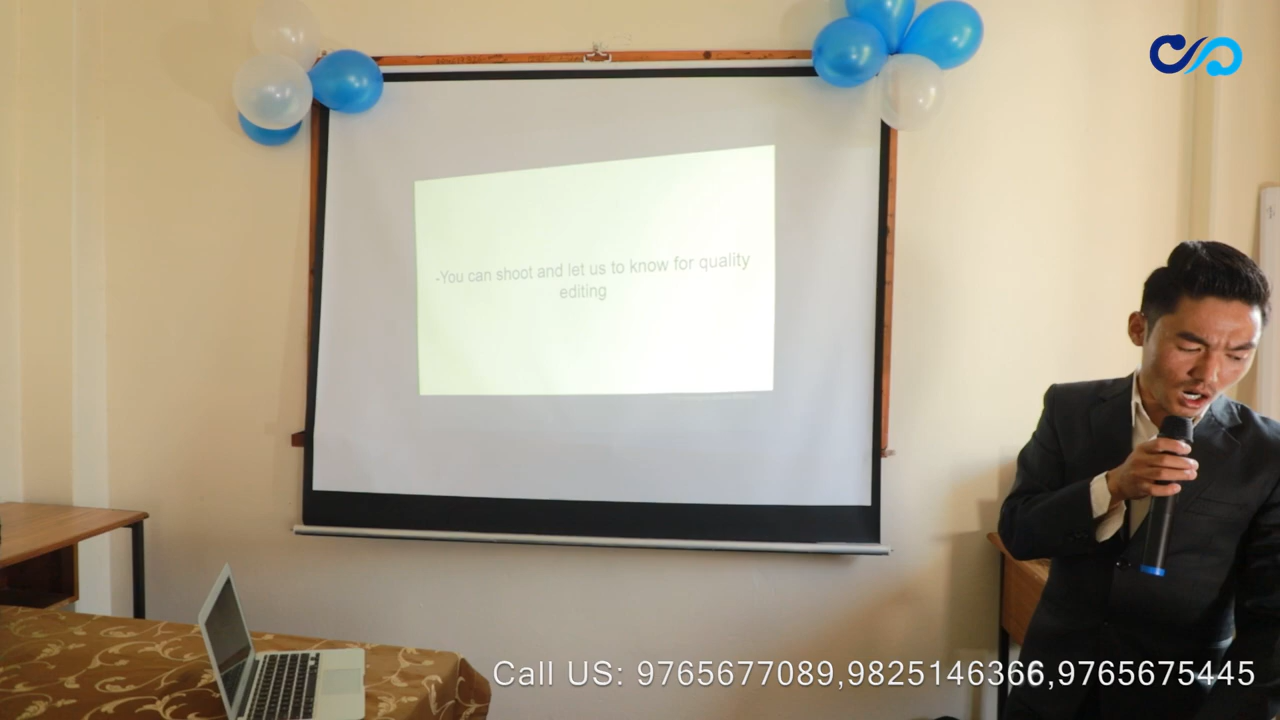 -You can shoot and let us to know for quality
editing
Call US: 9765677089,9825146366,9765675445